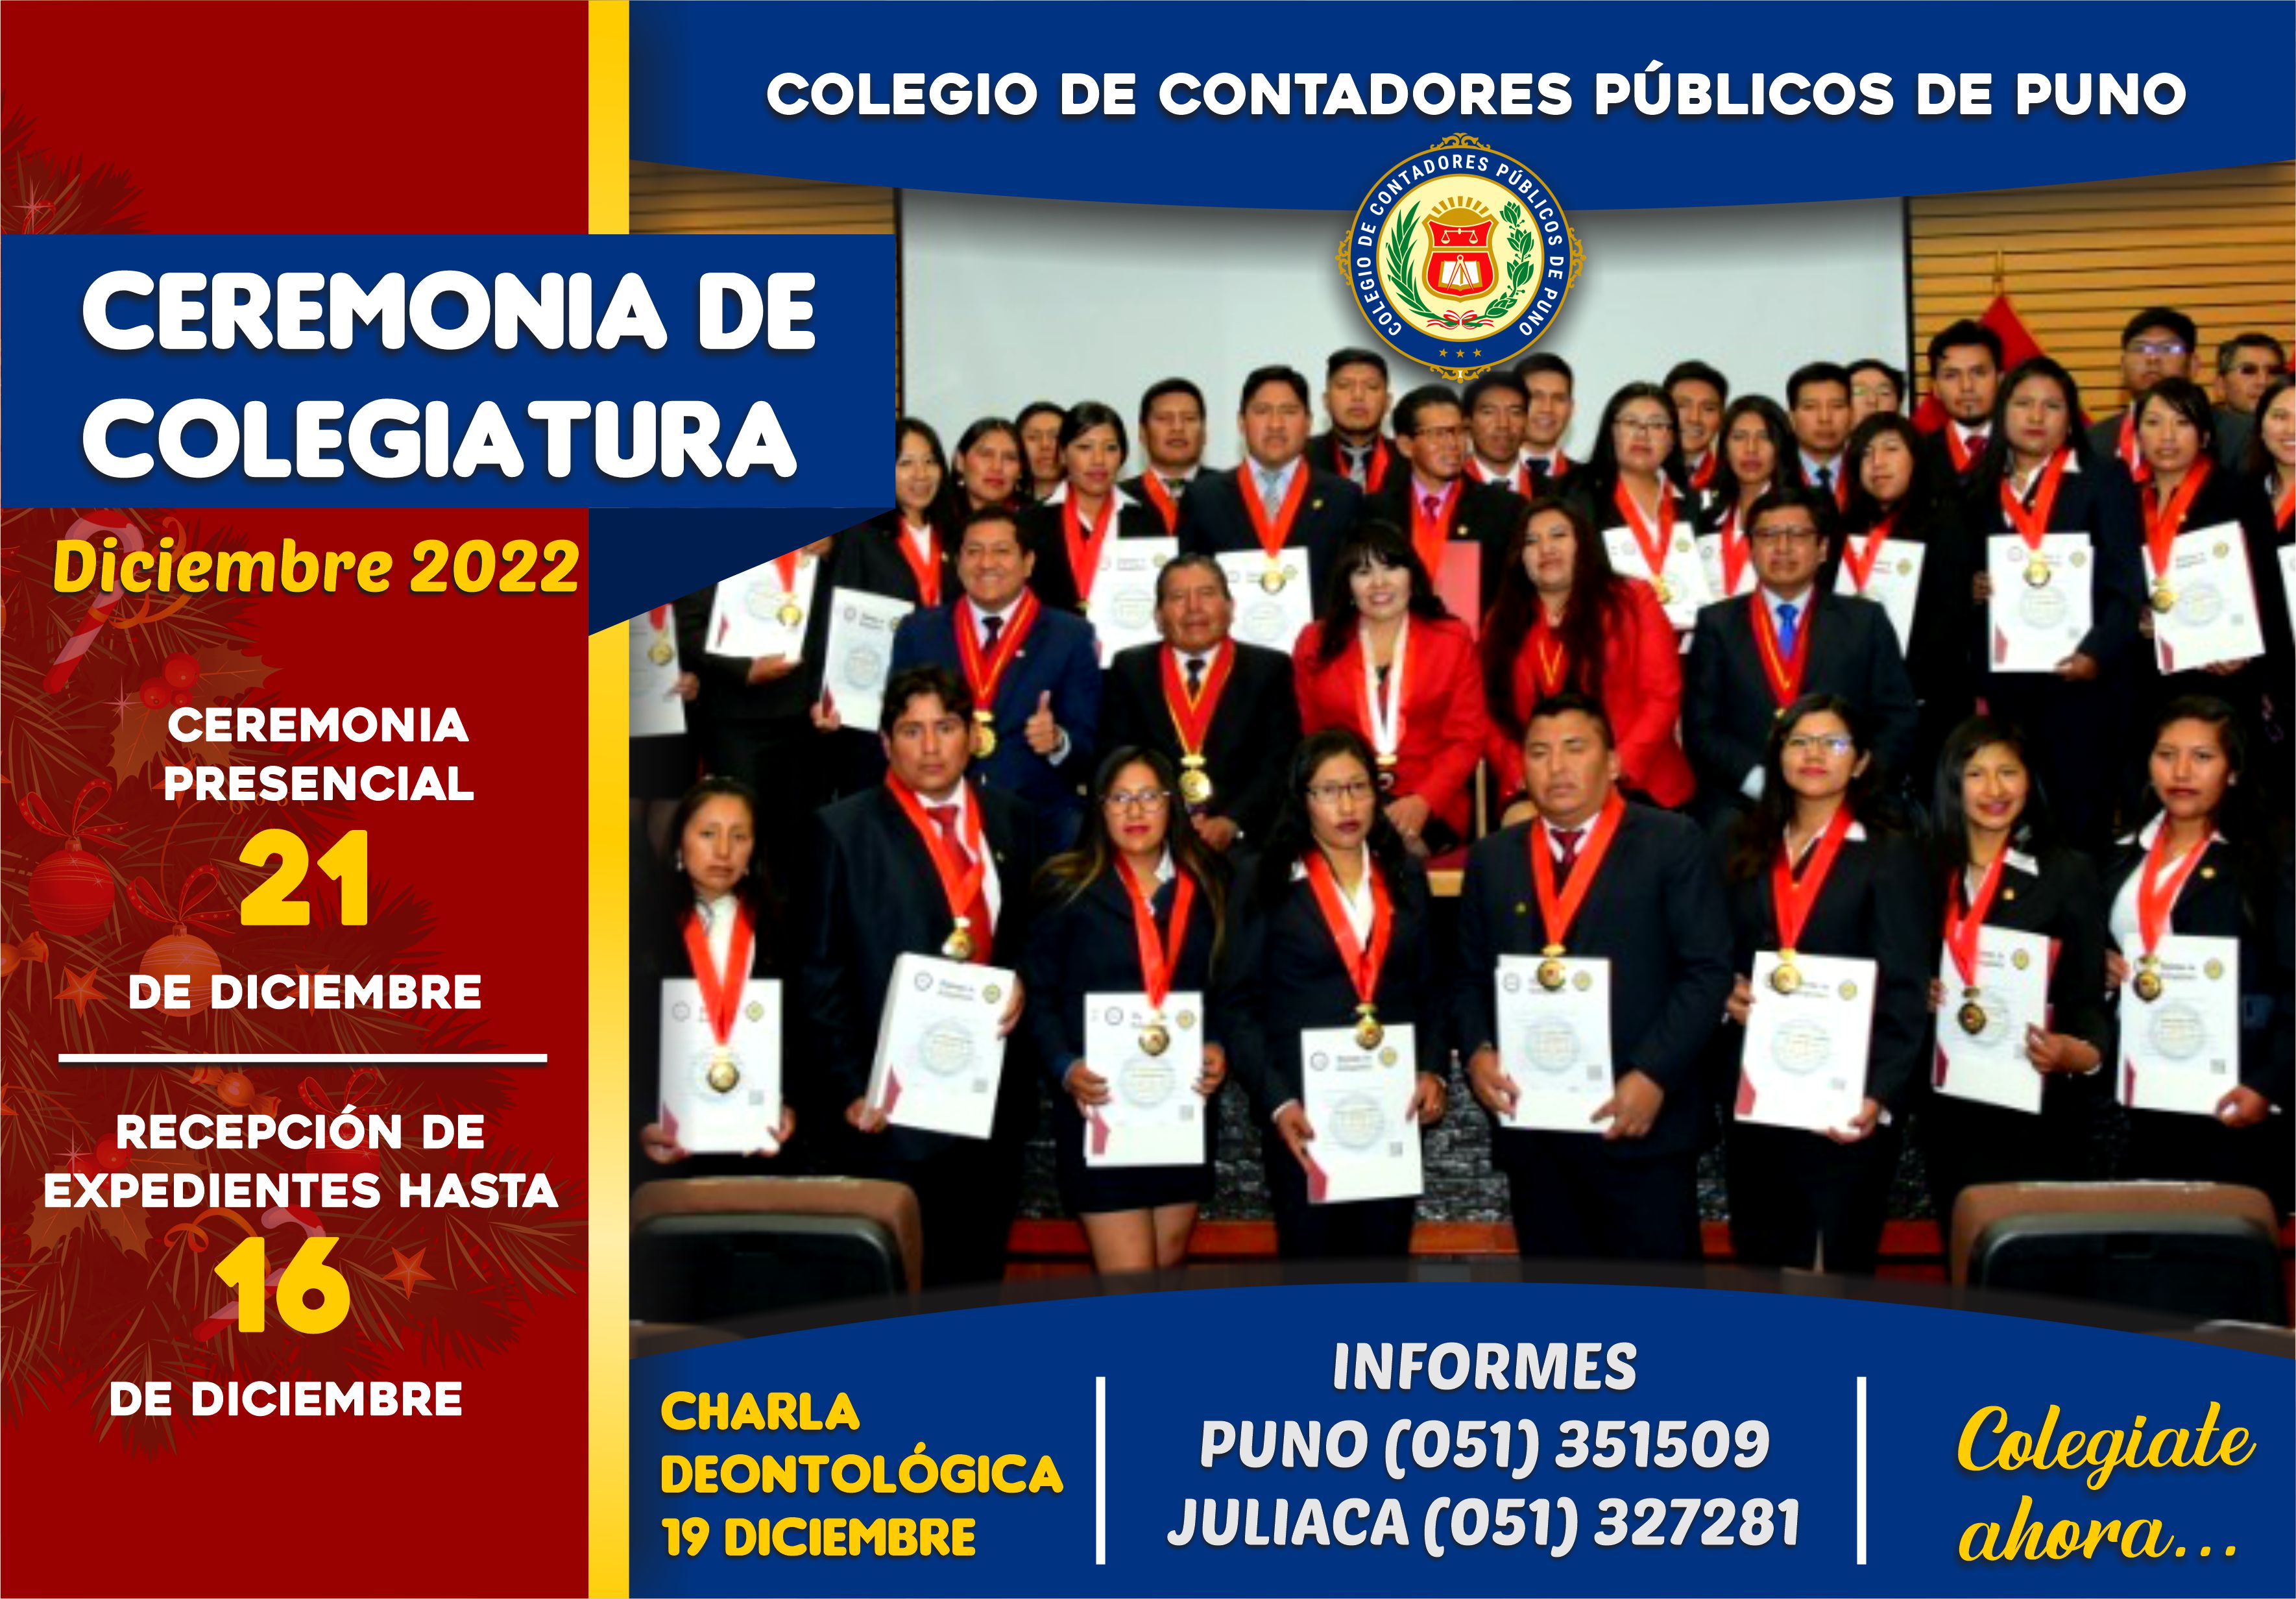 COLEGIO DE CONTADORES PÚBLICOS DE PUNO
COLEGIO DE CONTADORES PÚBLICOS DE PUNO
CEREMONIA DE
COLEGIATURA
Diciembre 2022
CEREMONIA
PRESENCIAL
21
DE DICIEMBRE
RECEPCIÓN DE
EXPEDIENTES HASTA
16
DE DICIEMBRE
CHARLA
DEONTOLÓGICA
19 DICIEMBRE
INFORMES
PUNO (051) 351509
JULIACA (051) 327281
Colegiate
ahora...